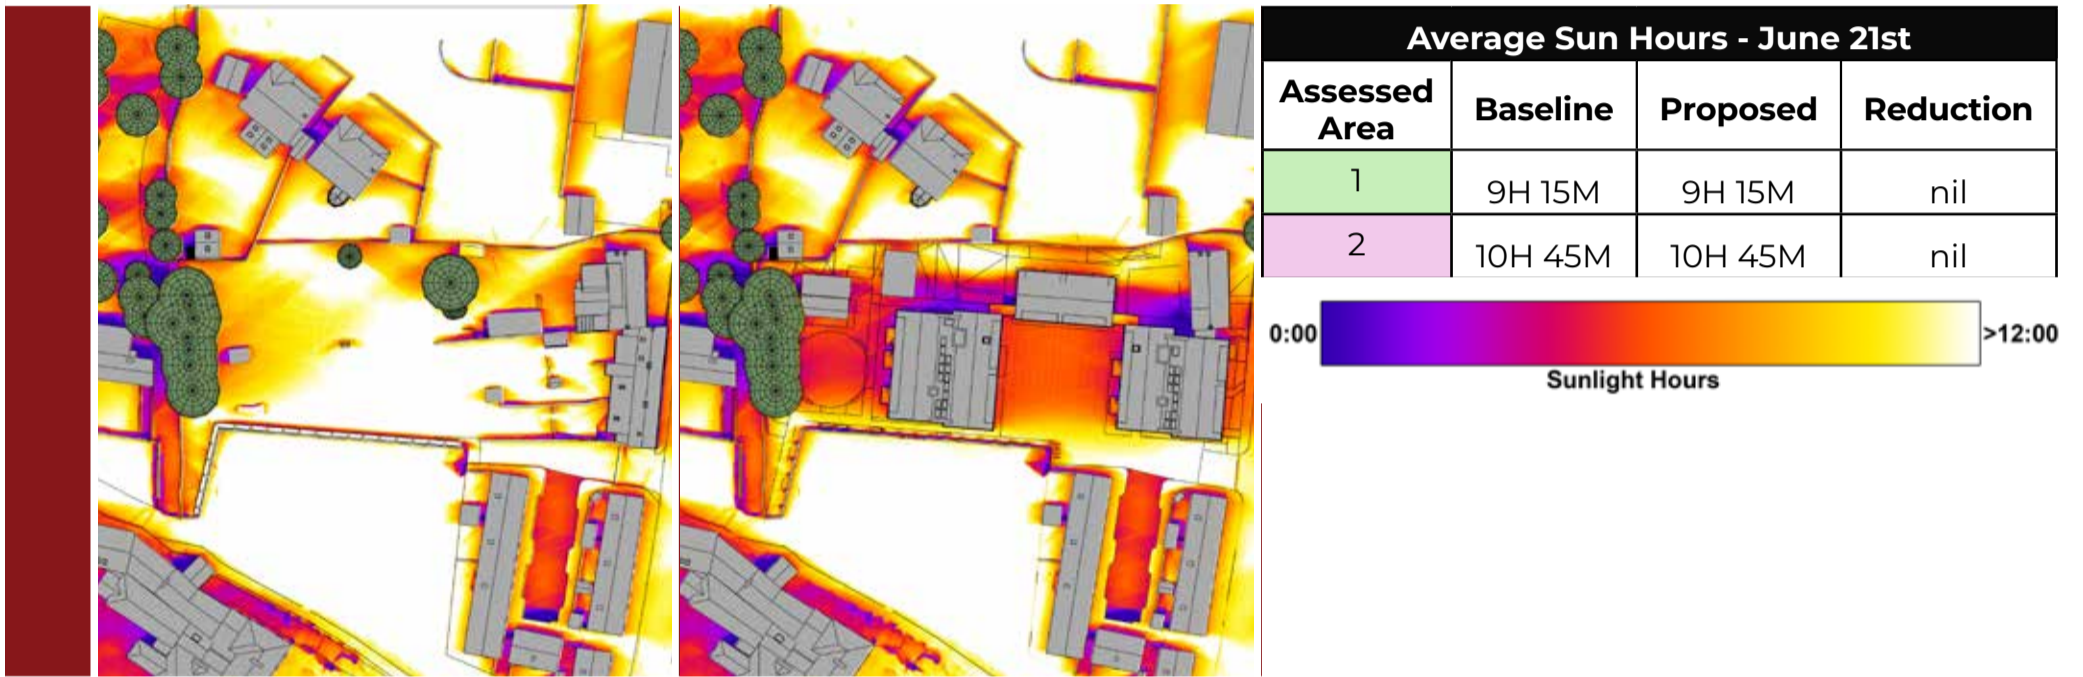 Average Sun Hours - June 21st
Assessed Area Baseline Proposed Reduction
1 9H 15M 9H 15M nil
2 10H 45M 10H 45M nil
0:00 >12:00
Sunlight Hours